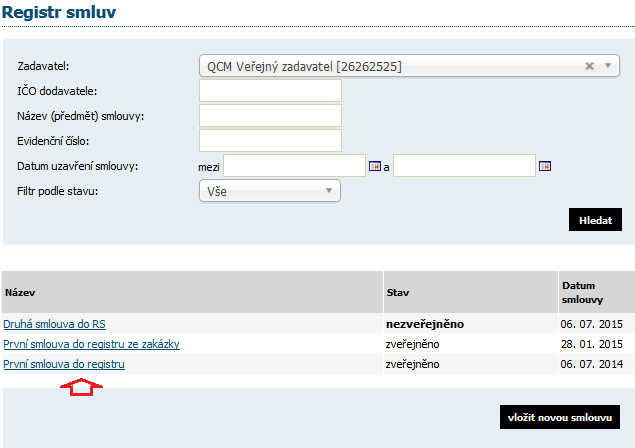 Registr smluv
Zadavatel: QCM Veřejný zadavatel [26262525]
IČO dodavatele:
Název (předmět) smlouvy:
Evidenční číslo:
Datum uzavření smlouvy: mezi a
Filtr podle stavu: Vše
Hledat
Název Stav Datum smlouvy
Druhá smlouva do RS nezveřejněno 06. 07. 2015
První smlouva do registru ze zakázky zveřejněno 28. 01. 2015
První smlouva do registru zveřejněno 06. 07. 2014
vložit novou smlouvu